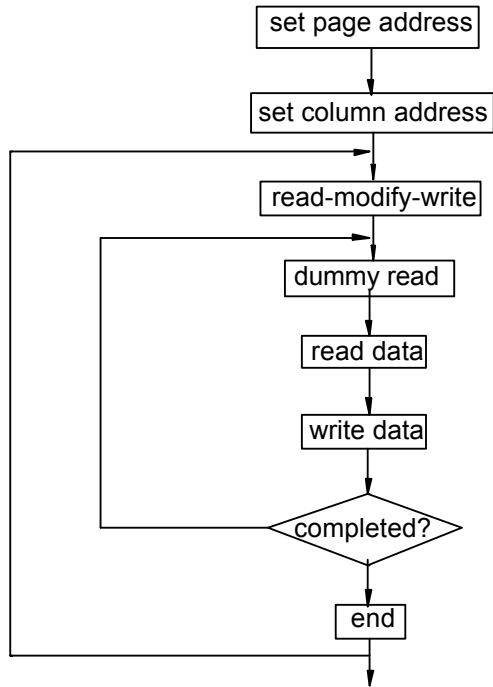 set page address
set column address
read-modify-write
dummy read
read data
write data
completed?
end